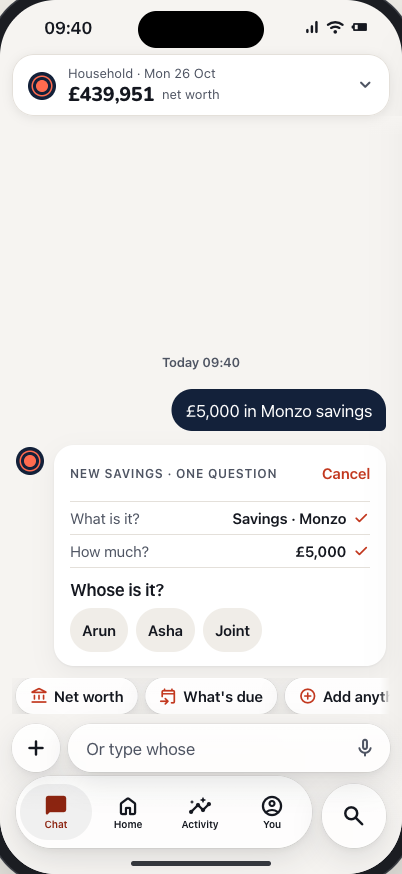 09:40
Household · Mon 26 Oct
£439,951 net worth
Today 09:40
£5,000 in Monzo savings
NEW SAVINGS · ONE QUESTION Cancel
What is it? Savings · Monzo
How much? £5,000
Whose is it?
Arun Asha Joint
Net worth What's due Add anyt
Or type whose
Chat Home Activity You